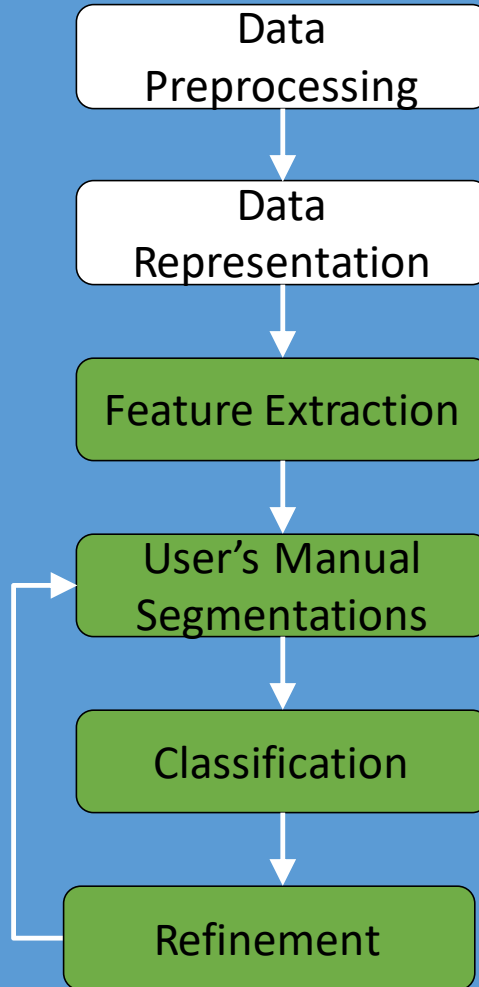 Data
Preprocessing
Data
Representation
Feature Extraction
User’s Manual
Segmentations
Classification
Refinement